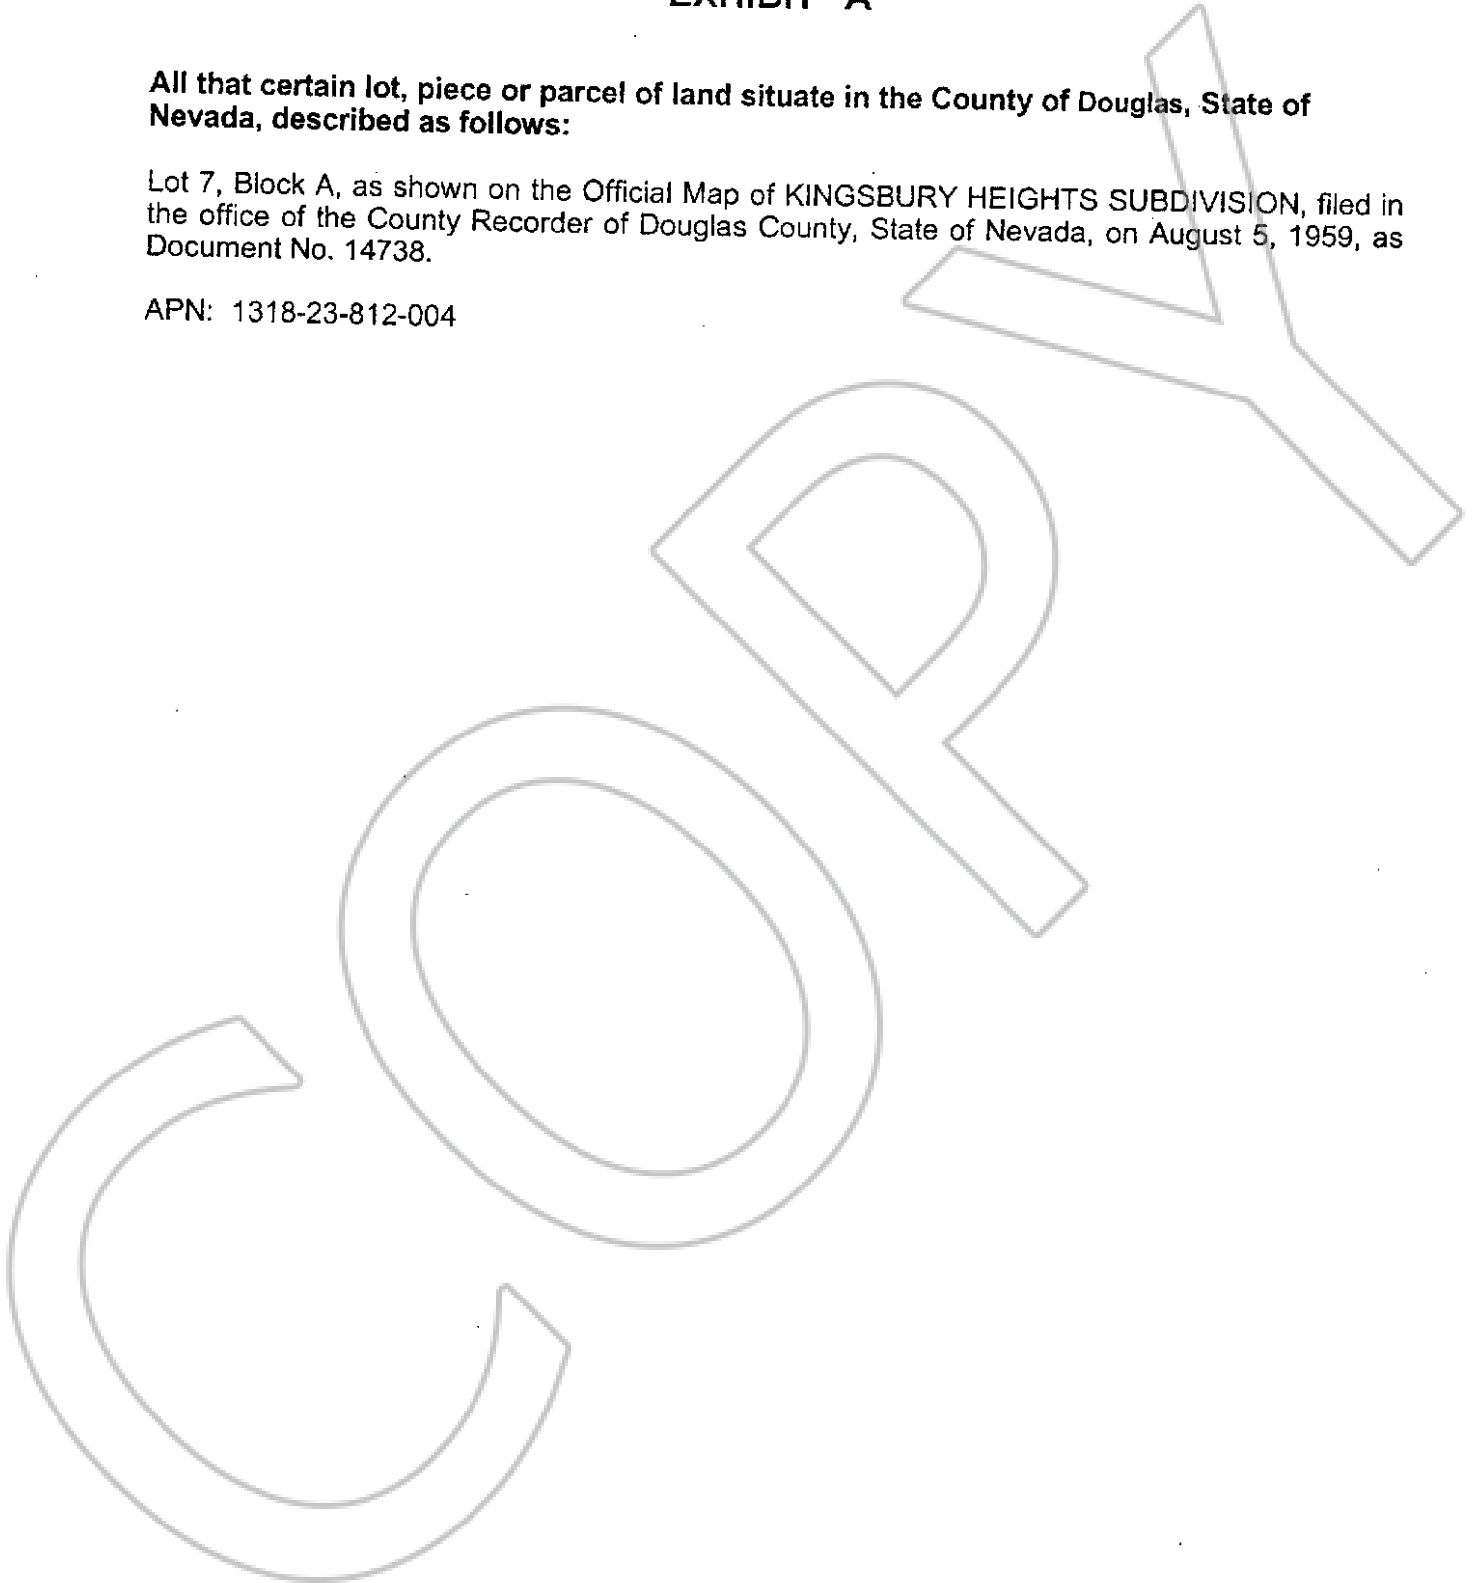 EXHIBIT "A"
All that certain lot, piece or parcel of land situate in the County of Douglas, State of
Nevada, described as follows:
Lot 7, Block A, as shown on the Official Map of KINGSBURY HEIGHTS SUBDIVISION, filed in
the office of the County Recorder of Douglas County, State of Nevada, on August 5, 1959, as
Document No. 14738.
APN: 1318-23-812-004
COPY